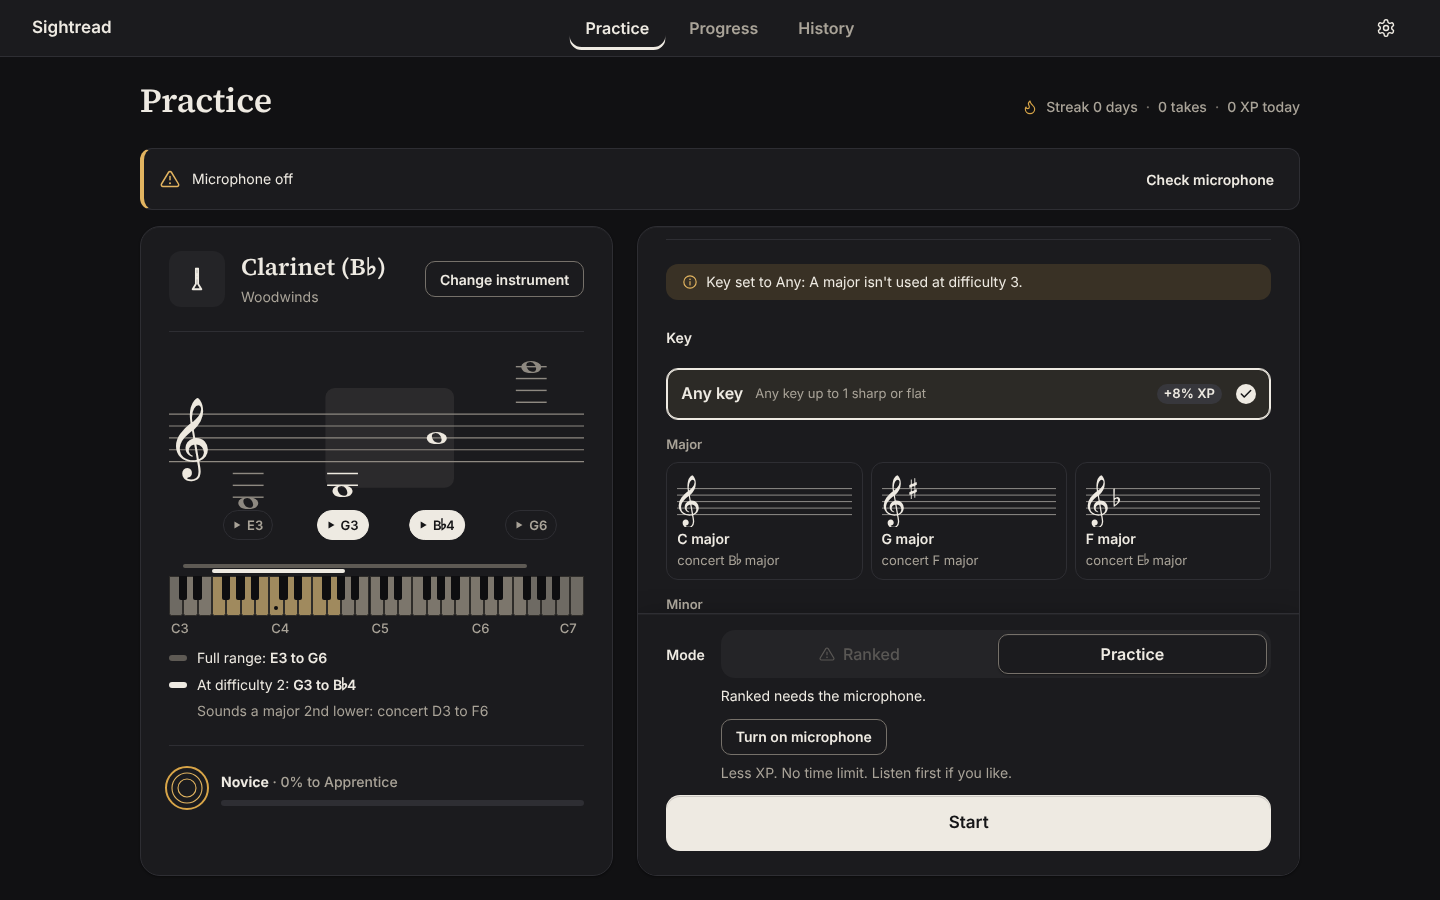 Sightread
Practice
Progress
History
Practice
Streak 0 days · 0 takes · 0 XP today
Microphone off
Check microphone
Clarinet (B♭)
Woodwinds
Change instrument
E3
G3
B♭4
G6
C3
C4
C5
C6
C7
Full range: E3 to G6
At difficulty 2: G3 to B♭4
Sounds a major 2nd lower: concert D3 to F6
Novice · 0% to Apprentice
Key set to Any: A major isn't used at difficulty 3.
Key
Any key
Any key up to 1 sharp or flat
+8% XP
Major
C major
concert B♭ major
G major
concert F major
F major
concert E♭ major
Minor
Mode
Ranked
Practice
Ranked needs the microphone.
Turn on microphone
Less XP. No time limit. Listen first if you like.
Start